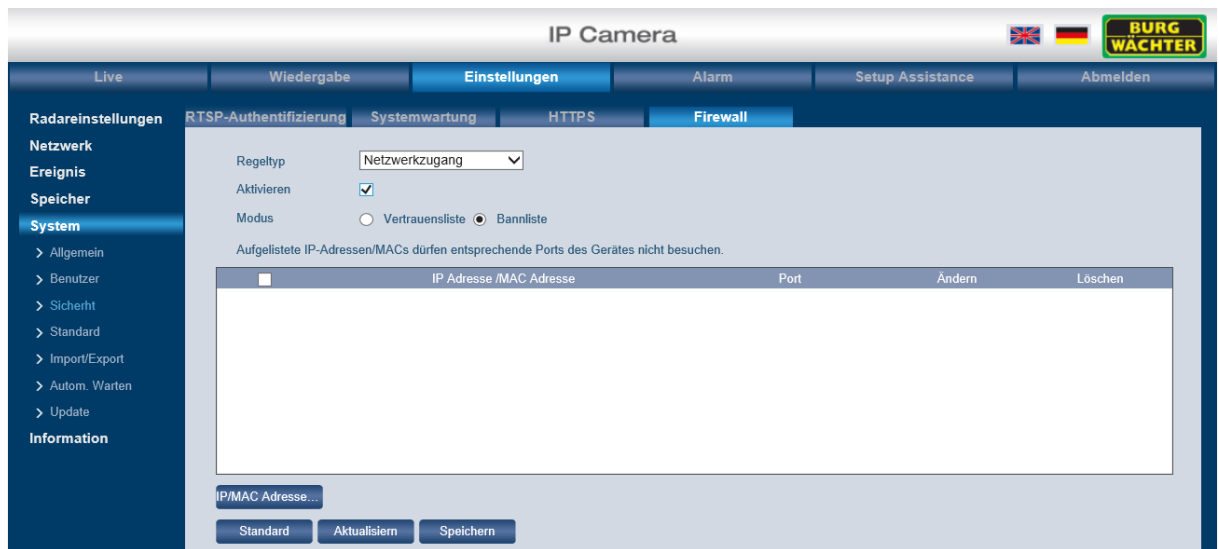 IP Camera
BURG
WÄCHTER
Live Wiedergabe Einstellungen Alarm Setup Assistance Abmelden
RTSP-Authentifizierung Systemwartung HTTPS Firewall
Radareinstellungen
Netzwerk
Ereignis
Speicher
System
Allgemein
Benutzer
Sicherht
Standard
Import/Export
Autom. Warten
Update
Information
Regeltyp Netzwerkzugang
Aktivieren
Modus Vertrauensliste Bannliste
Aufgelistete IP-Adressen/MACs dürfen entsprechende Ports des Gerätes nicht besuchen.
IP Adresse /MAC Adresse Port Ändern Löschen
IP/MAC Adresse...
Standard Aktualisiern Speichern